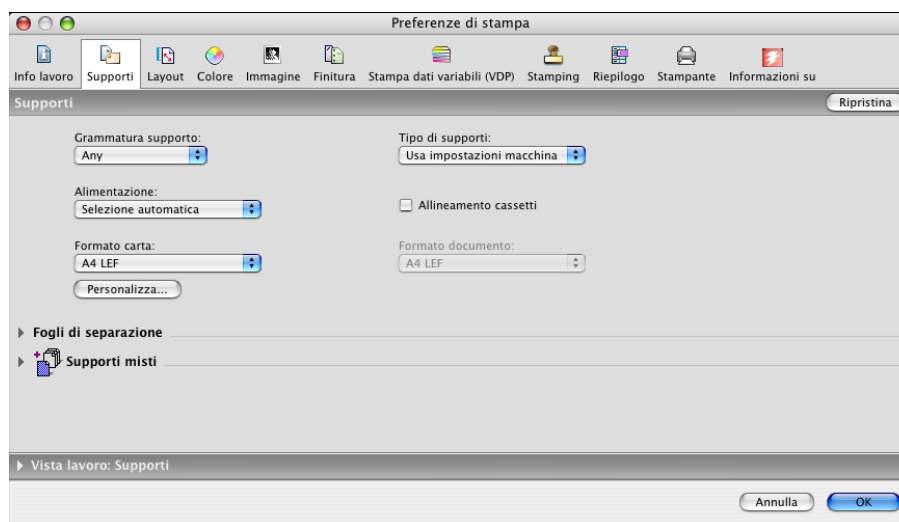 Preferenze di stampa
Info lavoro Supporti Layout Colore Immagine Finitura Stampa dati variabili (VDP) Stamping Riepilogo Stampante Informazioni su
Supporti Ripristina
Grammatura supporto: Tipo di supporti:
Any Usa impostazioni macchina
Alimentazione:
Selezione automatica Allineamento cassetti
Formato carta: Formato documento:
A4 LEF A4 LEF
Personalizza...
Fogli di separazione
Supporti misti
Vista lavoro: Supporti
Annulla OK